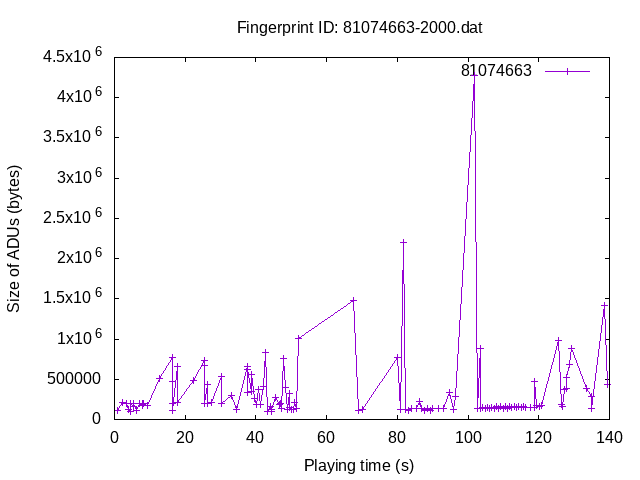 Fingerprint ID: 81074663-2000.dat
4.5x10^6
81074663
4x10^6
3.5x10^6
3x10^6
2.5x10^6
2x10^6
1.5x10^6
1x10^6
500000
0
Size of ADUs (bytes)
0 20 40 60 80 100 120 140
Playing time (s)